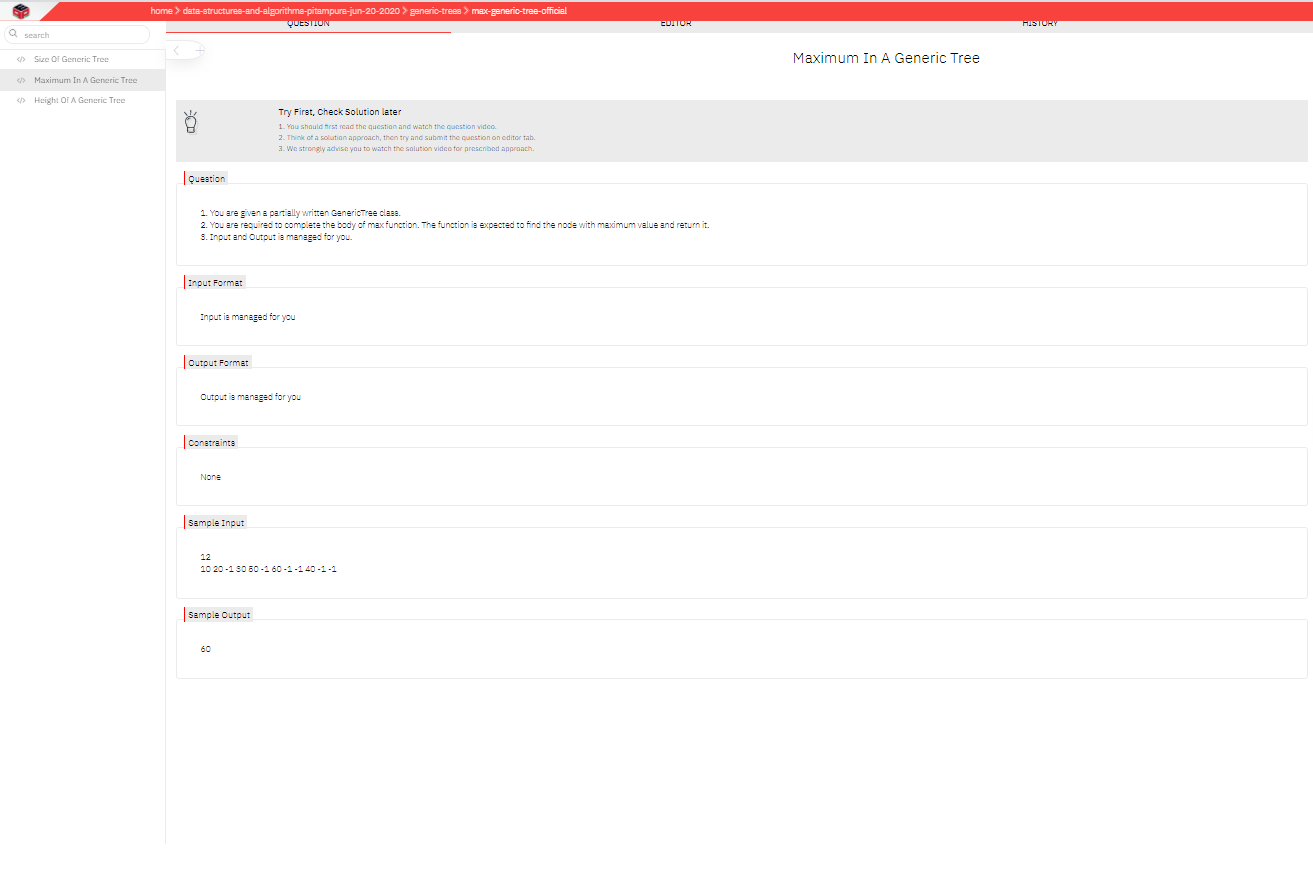 home > data-structures-and-algorithms-pitampura-jun-20-2020 > generic-trees > max-generic-tree-official
search
Size Of Generic Tree
Maximum In A Generic Tree
Height Of A Generic Tree
QUESTION EDITOR HISTORY
Maximum In A Generic Tree
Try First, Check Solution later
1. You should first read the question and watch the question video.
2. Think of a solution approach, then try and submit the question on editor tab.
3. We strongly advise you to watch the solution video for prescribed approach.
Question
1. You are given a partially written GenericTree class.
2. You are required to complete the body of max function. The function is expected to find the node with maximum value and return it.
3. Input and Output is managed for you.
Input Format
Input is managed for you
Output Format
Output is managed for you
Constraints
None
Sample Input
12
10 20 -1 30 50 -1 60 -1 -1 40 -1 -1
Sample Output
60